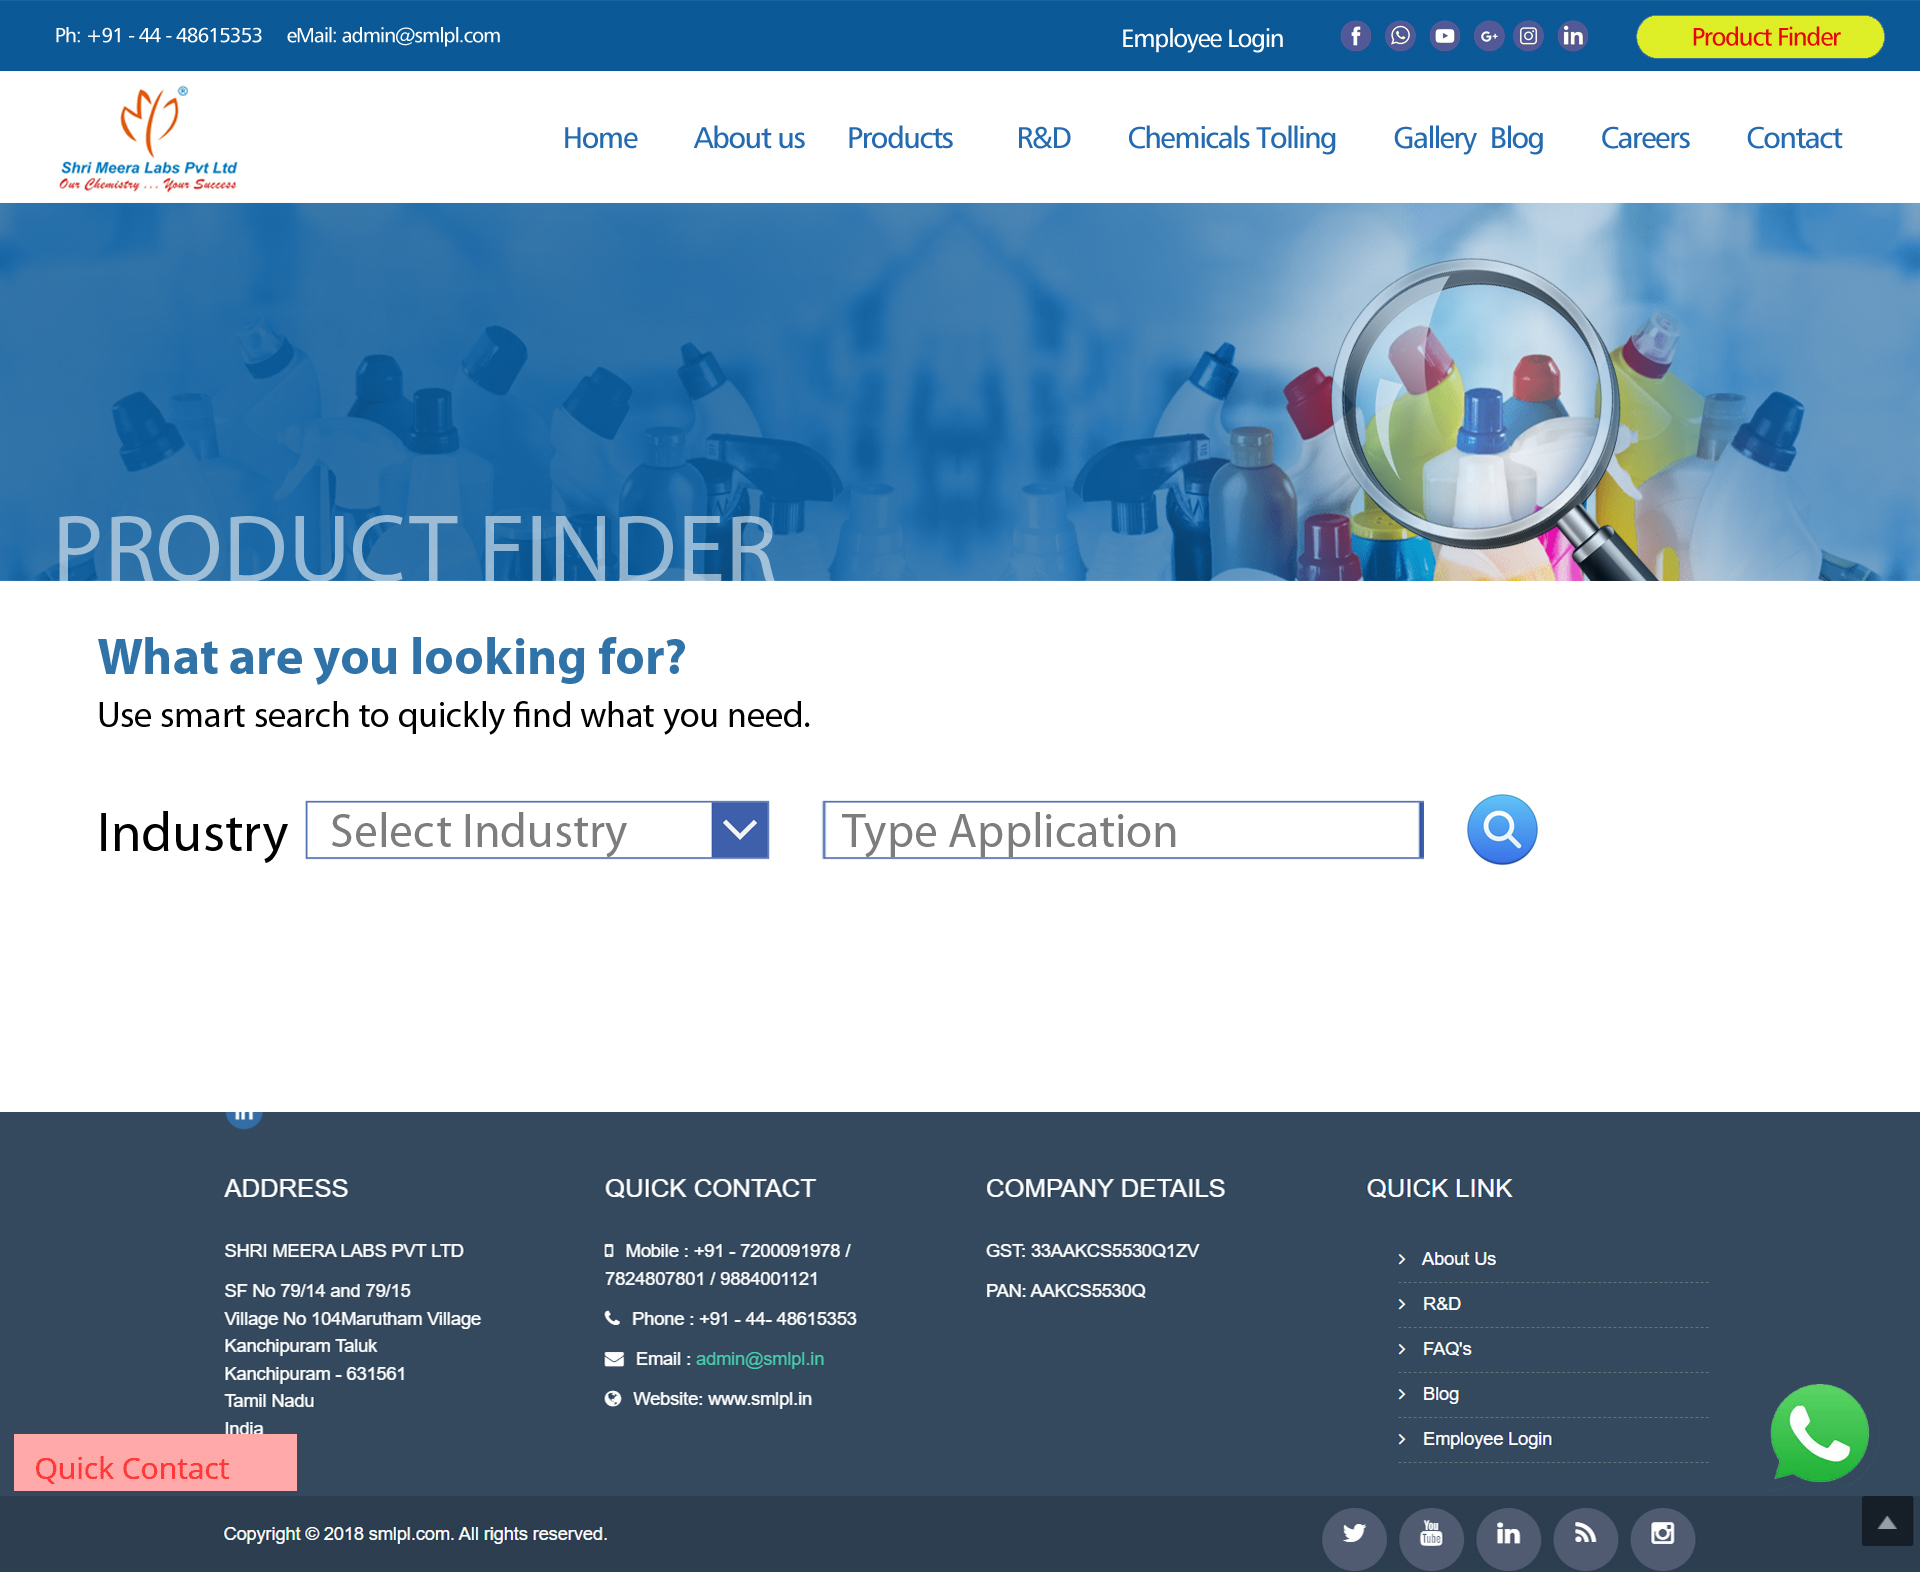 Ph: +91 - 44 - 48615353 eMail: admin@smlpl.com
Employee Login
Product Finder
Shri Meera Labs Pvt Ltd
Our Chemistry ... Your Success
Home About us Products R&D Chemicals Tolling Gallery Blog Careers Contact
PRODUCT FINDER
What are you looking for?
Use smart search to quickly find what you need.
Industry Select Industry Type Application
ADDRESS
SHRI MEERA LABS PVT LTD
SF No 79/14 and 79/15
Village No 104Marutham Village
Kanchipuram Taluk
Kanchipuram - 631561
Tamil Nadu
India
QUICK CONTACT
Mobile : +91 - 7200091978 /
7824807801 / 9884001121
Phone : +91 - 44- 48615353
Email : admin@smlpl.in
Website: www.smlpl.in
COMPANY DETAILS
GST: 33AAKCS5530Q1ZV
PAN: AAKCS5530Q
QUICK LINK
About Us
R&D
FAQ's
Blog
Employee Login
Quick Contact
Copyright © 2018 smlpl.com. All rights reserved.
You
Tube